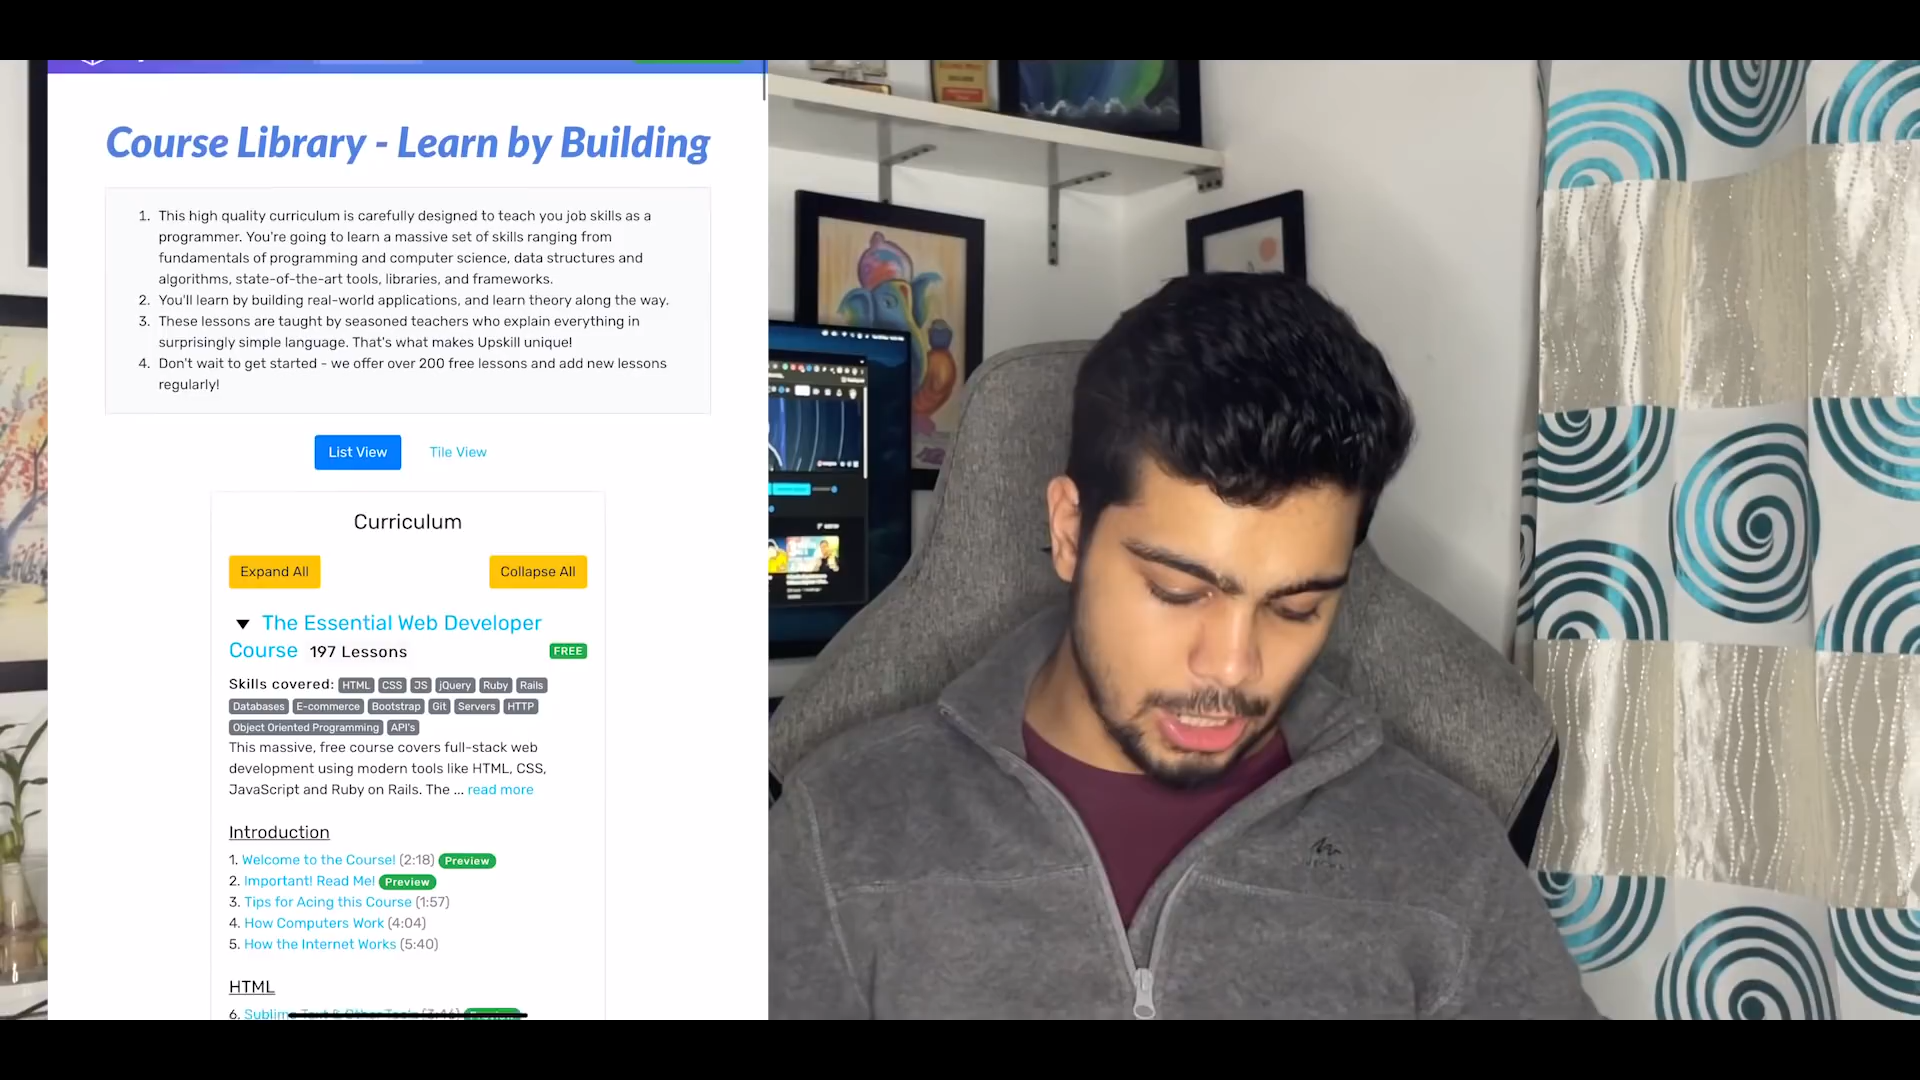 Course Library - Learn by Building
1. This high quality curriculum is carefully designed to teach you job skills as a
programmer. You're going to learn a massive set of skills ranging from
fundamentals of programming and computer science, data structures and
algorithms, state-of-the-art tools, libraries, and frameworks.
2. You'll learn by building real-world applications, and learn theory along the way.
3. These lessons are taught by seasoned teachers who explain everything in
surprisingly simple language. That's what makes Upskill unique!
4. Don't wait to get started - we offer over 200 free lessons and add new lessons
regularly!
List View Tile View
Curriculum
Expand All Collapse All
The Essential Web Developer
Course 197 Lessons FREE
Skills covered: HTML CSS JS jQuery Ruby Rails
Databases E-commerce Bootstrap Git Servers HTTP
Object Oriented Programming API's
This massive, free course covers full-stack web
development using modern tools like HTML, CSS,
JavaScript and Ruby on Rails. The ... read more
Introduction
1. Welcome to the Course! (2:18) Preview
2. Important! Read Me! Preview
3. Tips for Acing this Course (1:57)
4. How Computers Work (4:04)
5. How the Internet Works (5:40)
HTML
6. Sublime Text & Other Tools (3:46) Preview